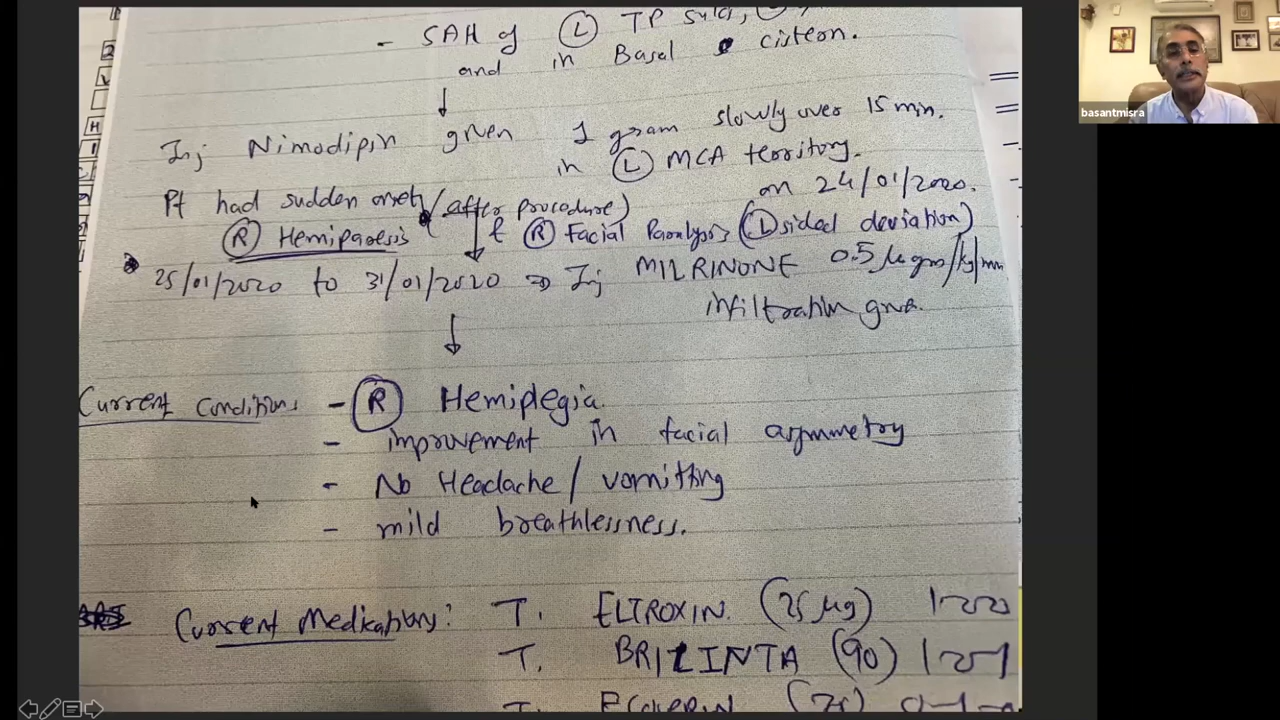 - SAH of (L) TP sulci,
and in Basal cistern.
↓
Inj Nimodipin given 1 gram slowly over 15 min.
in (L) MCA territory.
on 24/01/2020.
Pt had sudden onset (after procedure)
(R) Hemiparesis & (R) Facial Paralysis (L) sided deviation)
25/01/2020 to 31/01/2020 ⇒ Inj MILRINONE 0.5 µgm/kg/min
infiltration
↓
Current Conditions - (R) Hemiplegia.
- improvement in facial asymmetry
- No Headache / vomitting
- mild breathlessness.
Current Medications: T. ELTROXIN. (25 µg)
T. BRILINTA (90)
T. (75)
basantmisra